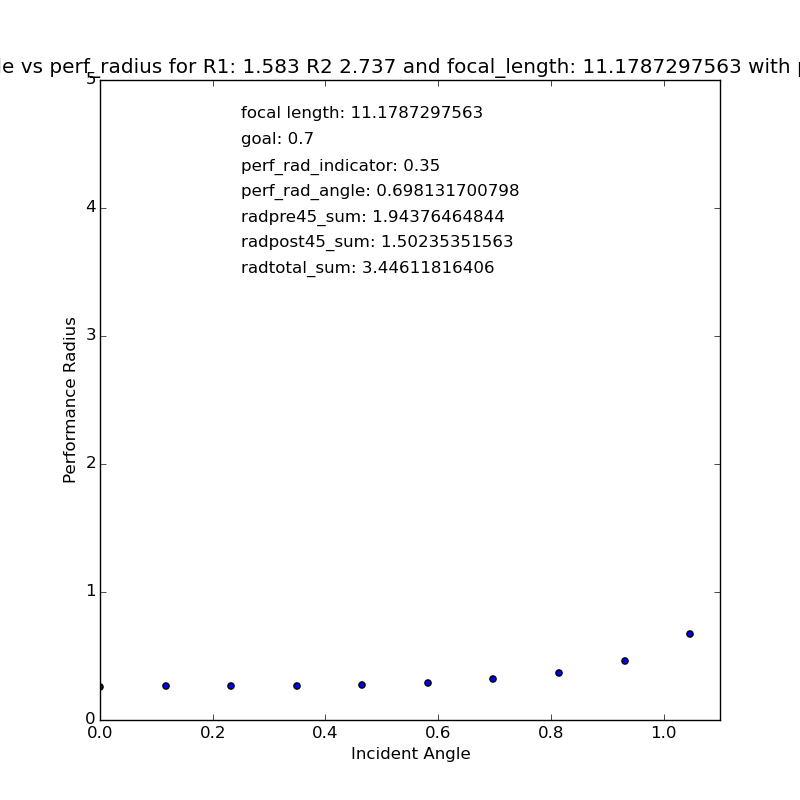 le vs perf_radius for R1: 1.583 R2 2.737 and focal_length: 11.1787297563 with p
focal length: 11.1787297563
goal: 0.7
perf_rad_indicator: 0.35
perf_rad_angle: 0.698131700798
radpre45_sum: 1.94376464844
radpost45_sum: 1.50235351563
radtotal_sum: 3.44611816406
5
4
3
2
1
0
Performance Radius
0.0 0.2 0.4 0.6 0.8 1.0
Incident Angle